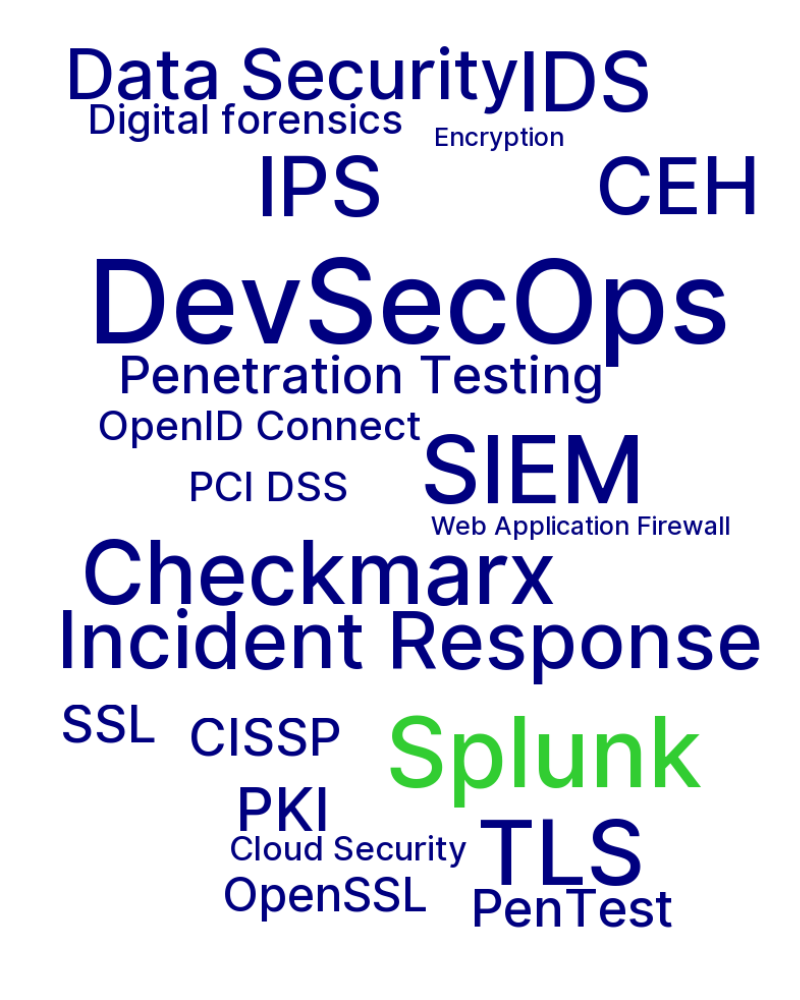 Data Security
IDS
Digital forensics
Encryption
IPS
CEH
DevSecOps
Penetration Testing
OpenID Connect
SIEM
PCI DSS
Web Application Firewall
Checkmarx
Incident Response
SSL
CISSP
Splunk
PKI
TLS
Cloud Security
OpenSSL
PenTest